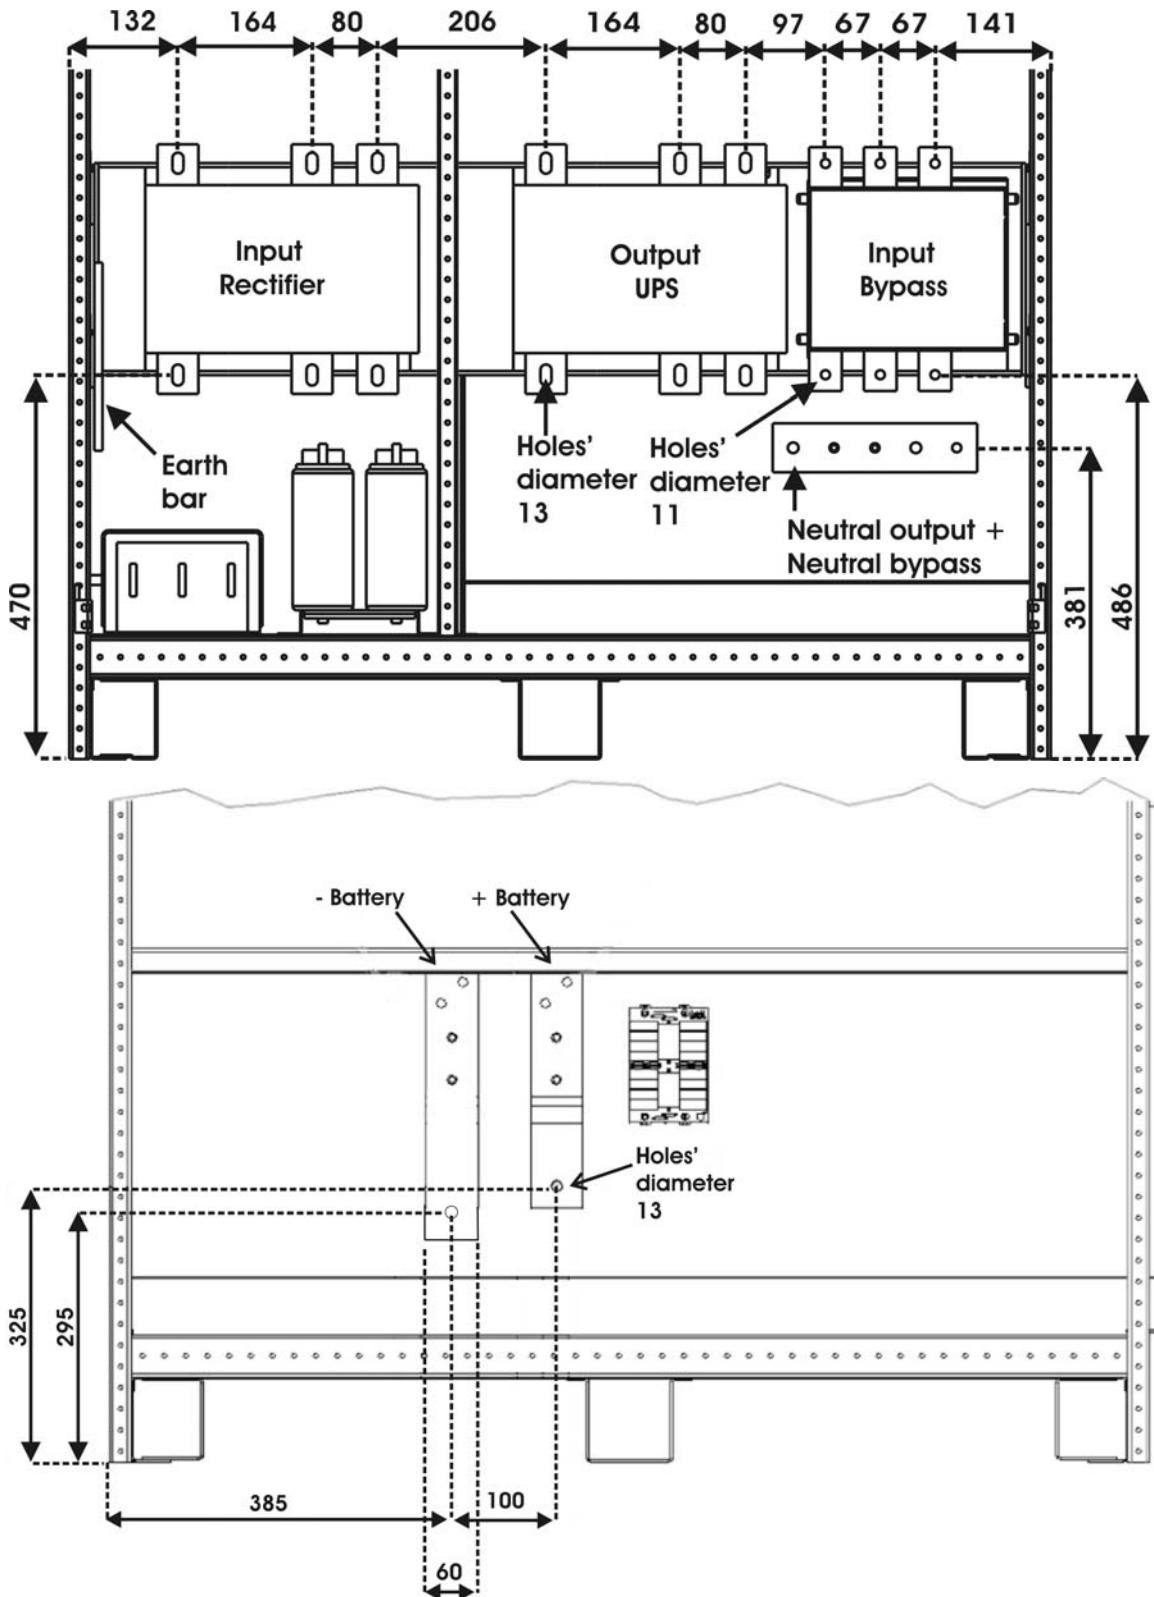 132 164 80 206 164 80 97 67 67 141
Input
Rectifier
Output
UPS
Input
Bypass
Earth
bar
Holes'
diameter
13
Holes'
diameter
11
Neutral output +
Neutral bypass
470
381
486
- Battery
+ Battery
Holes'
diameter
13
325
295
385
100
60